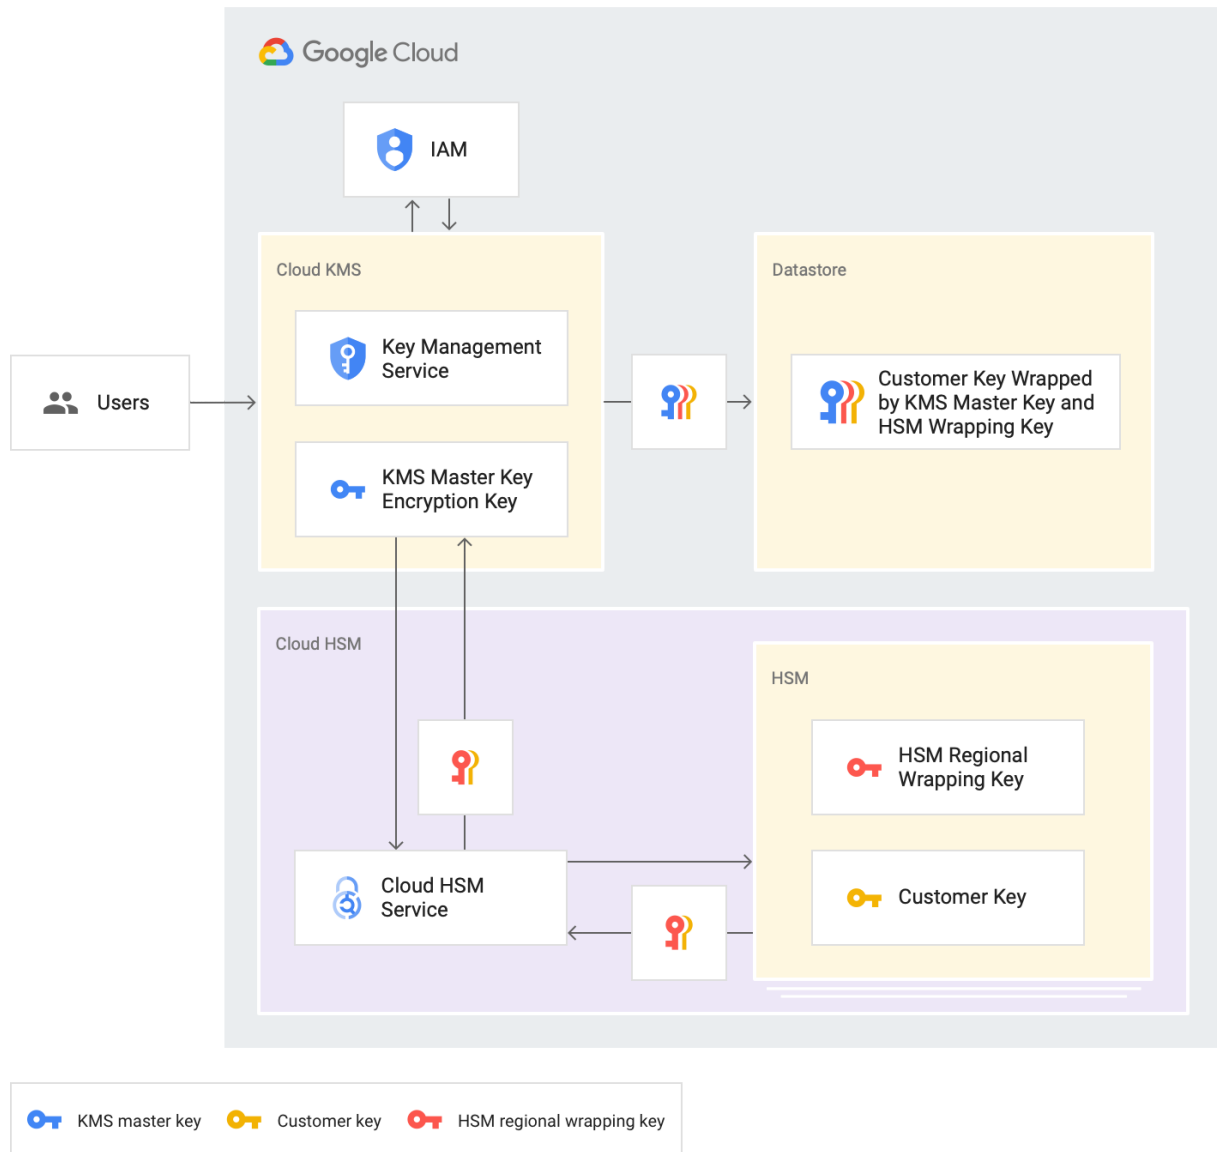 Google Cloud
IAM
Cloud KMS
Key Management
Service
KMS Master Key
Encryption Key
Users
Datastore
Customer Key Wrapped
by KMS Master Key and
HSM Wrapping Key
Cloud HSM
Cloud HSM
Service
HSM
HSM Regional
Wrapping Key
Customer Key
KMS master key
Customer key
HSM regional wrapping key